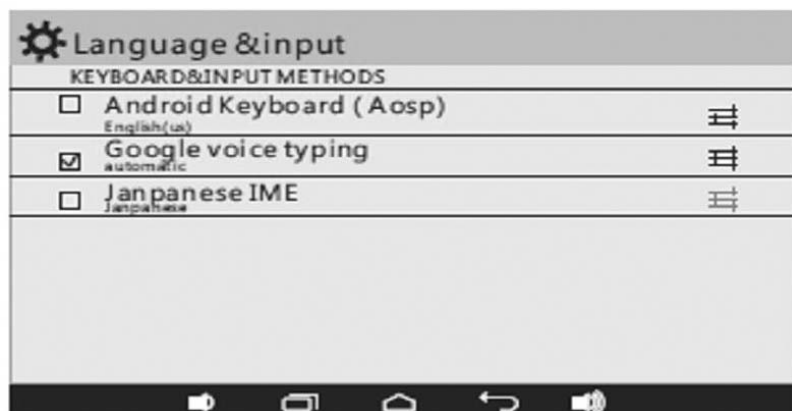 Language &input
KEYBOARD&INPUT METHODS
Android Keyboard ( Aosp)
English(us)
Google voice typing
automatic
Janpanese IME
Janpanese